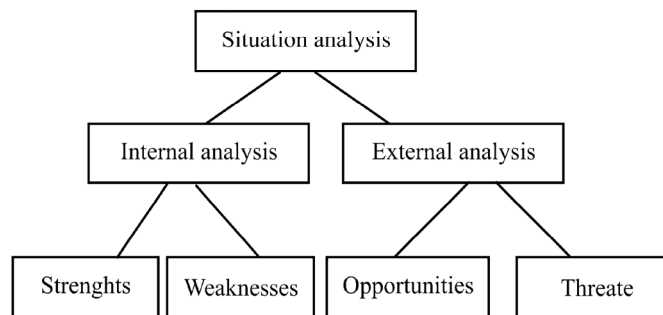 Situation analysis
Internal analysis
External analysis
Strenghts
Weaknesses
Opportunities
Threate